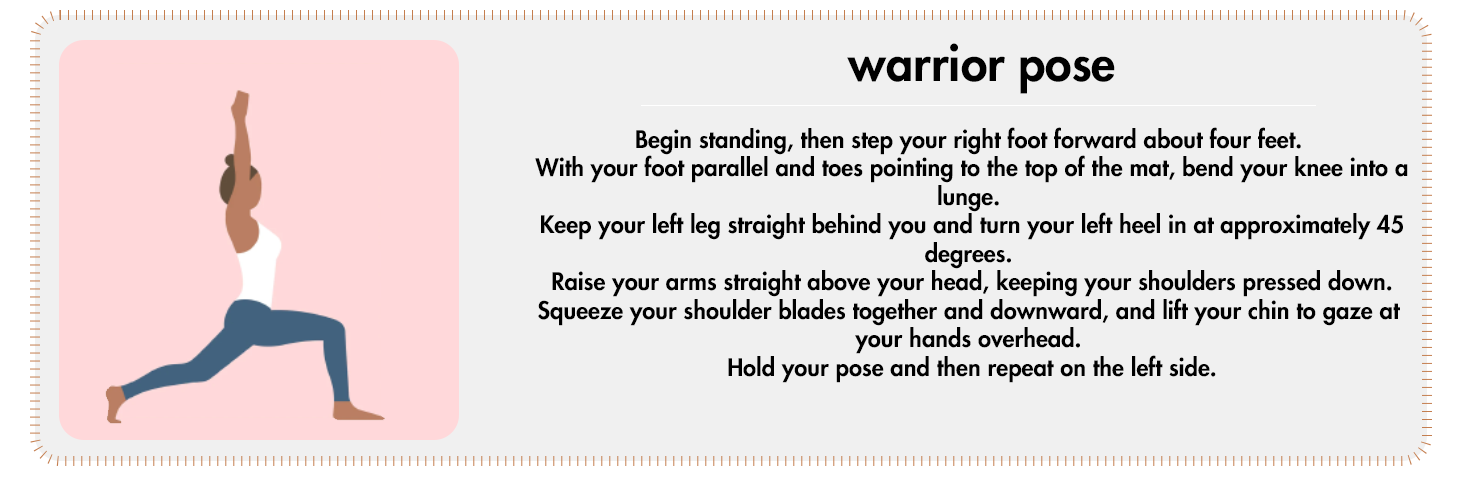 warrior pose
Begin standing, then step your right foot forward about four feet.
With your foot parallel and toes pointing to the top of the mat, bend your knee into a
lunge.
Keep your left leg straight behind you and turn your left heel in at approximately 45
degrees.
Raise your arms straight above your head, keeping your shoulders pressed down.
Squeeze your shoulder blades together and downward, and lift your chin to gaze at
your hands overhead.
Hold your pose and then repeat on the left side.